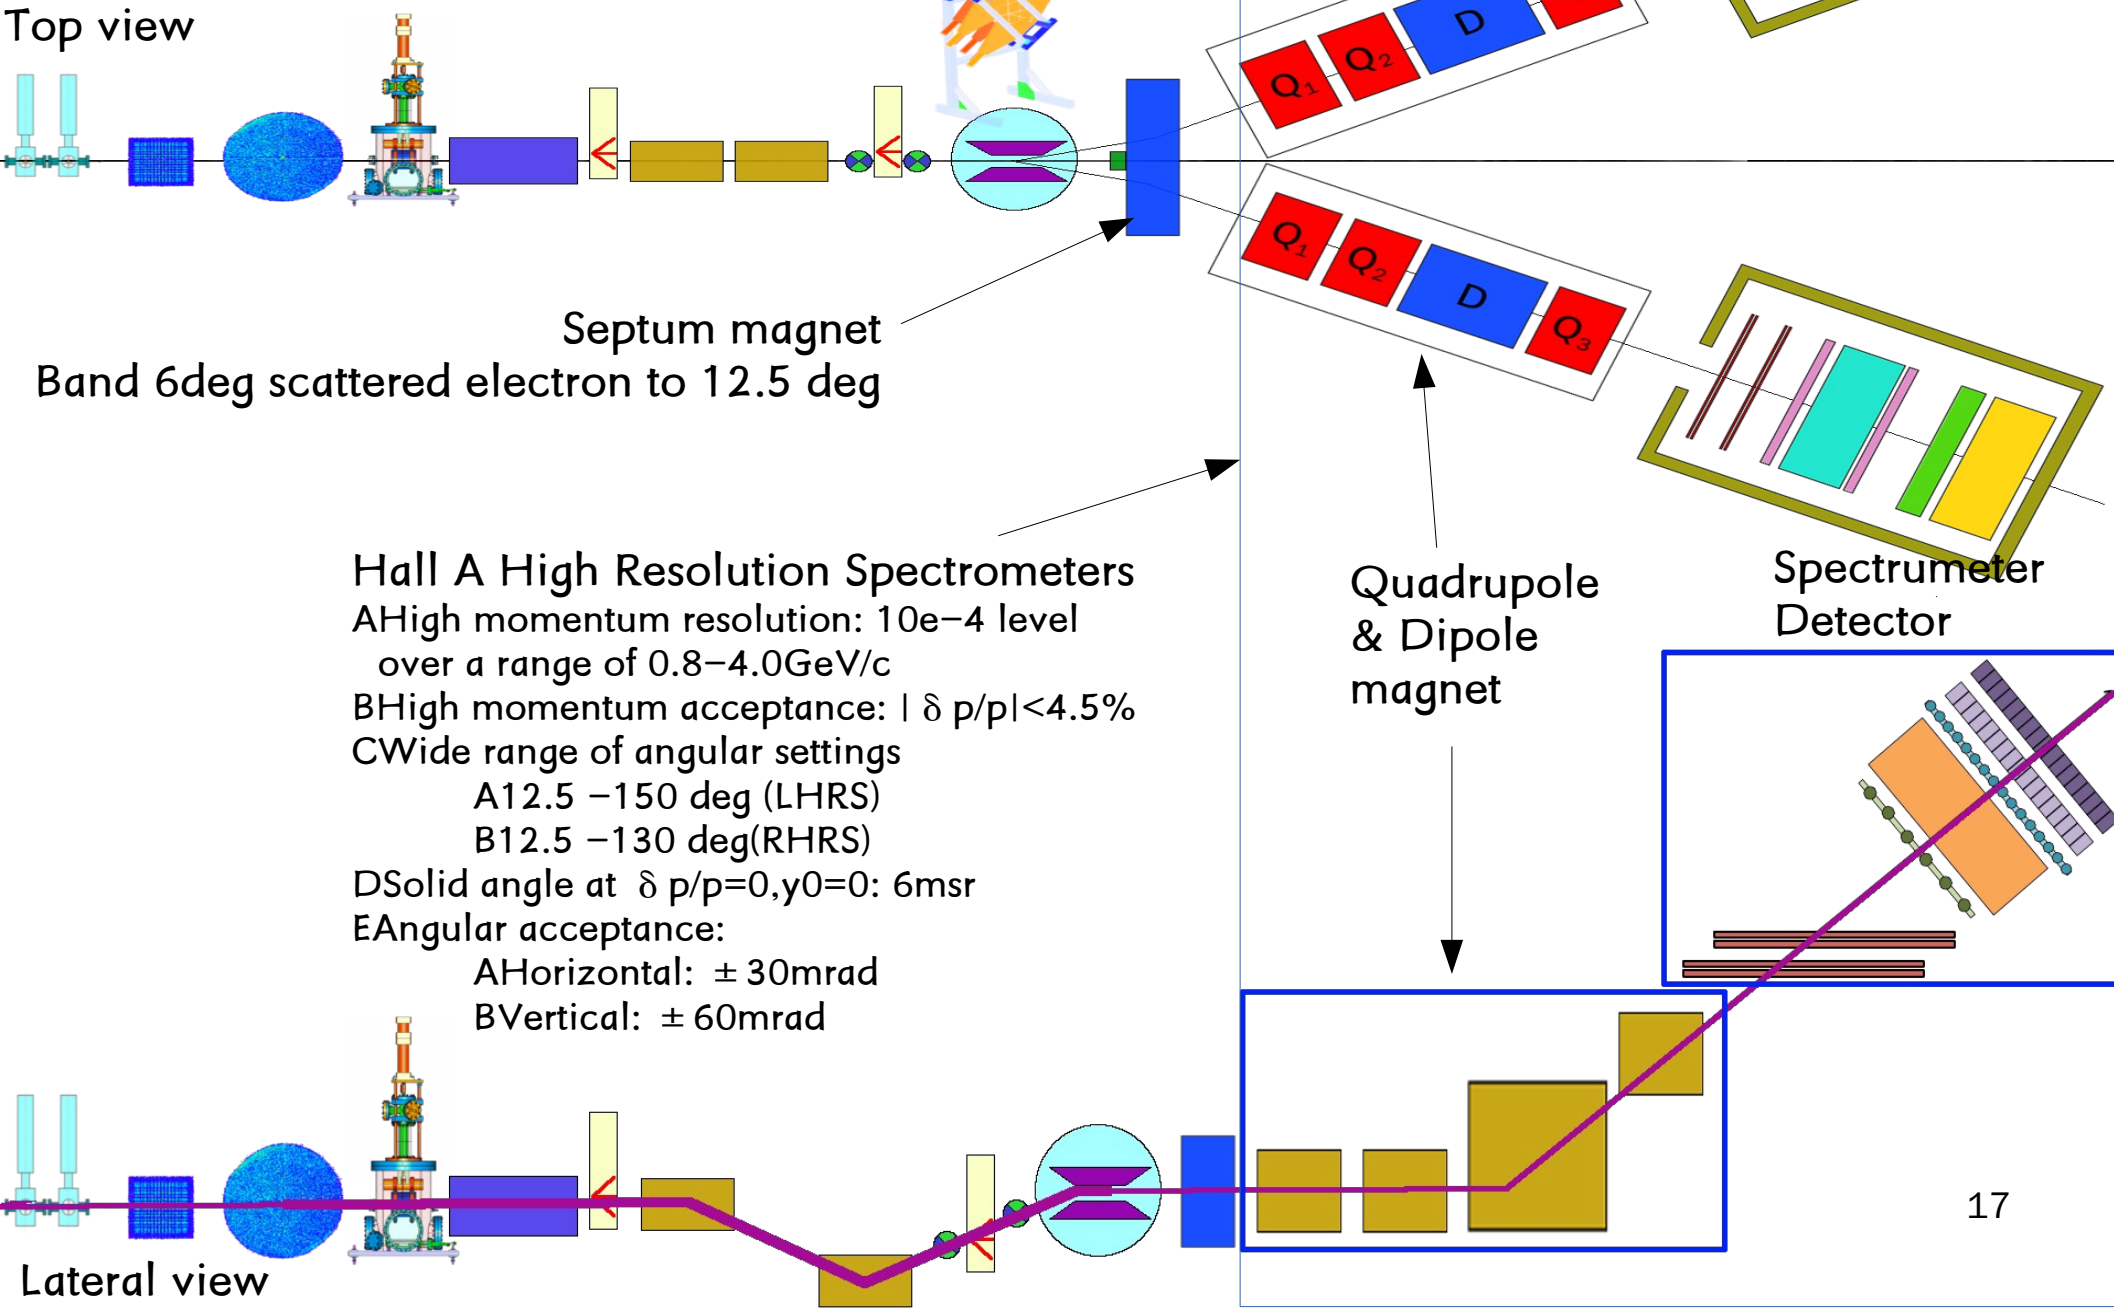 Top view
Q1
Q2
D
Q1
Q2
D
Q3
Septum magnet
Band 6deg scattered electron to 12.5 deg
Hall A High Resolution Spectrometers
AHigh momentum resolution: 10e−4 level
over a range of 0.8−4.0GeV/c
BHigh momentum acceptance: | δ p/p|<4.5%
CWide range of angular settings
A12.5 −150 deg (LHRS)
B12.5 −130 deg(RHRS)
DSolid angle at δ p/p=0,y0=0: 6msr
EAngular acceptance:
AHorizontal: ± 30mrad
BVertical: ± 60mrad
Quadrupole
& Dipole
magnet
Spectrumeter
Detector
Lateral view
17